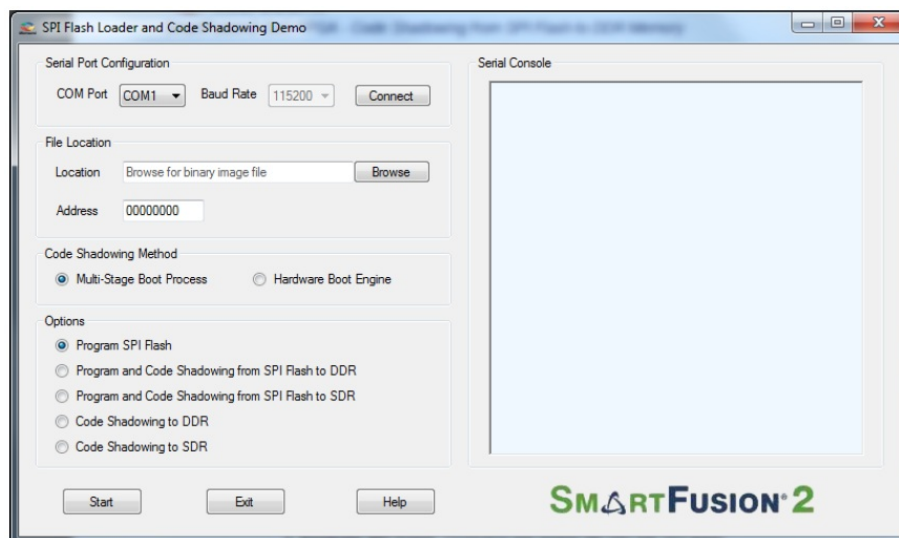 SPI Flash Loader and Code Shadowing Demo
Serial Port Configuration
COM Port COM1 Baud Rate 115200 Connect
File Location
Location Browse for binary image file Browse
Address 00000000
Code Shadowing Method
Multi-Stage Boot Process Hardware Boot Engine
Options
Program SPI Flash
Program and Code Shadowing from SPI Flash to DDR
Program and Code Shadowing from SPI Flash to SDR
Code Shadowing to DDR
Code Shadowing to SDR
Start Exit Help
Serial Console
SMARTFUSION 2